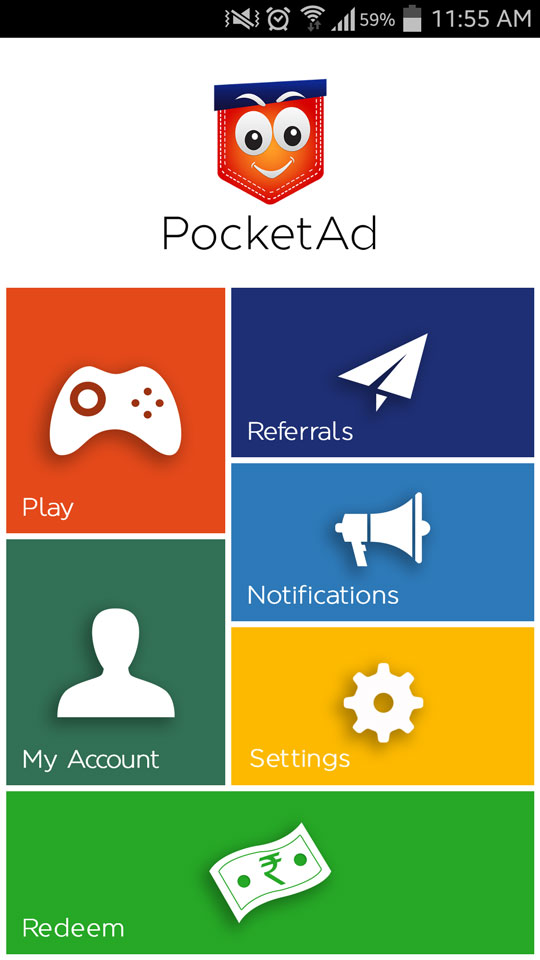 59% 11:55 AM
PocketAd
Play
Referrals
Notifications
My Account
Settings
₹
Redeem